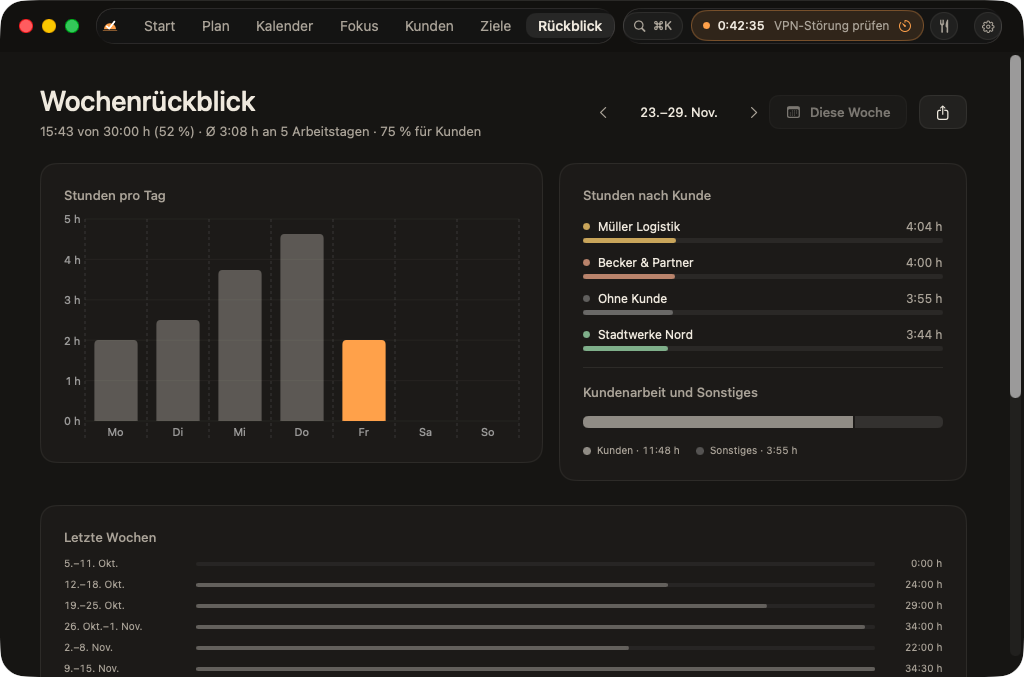 Start Plan Kalender Fokus Kunden Ziele Rückblick ⌘K 0:42:35 VPN-Störung prüfen
Wochenrückblick
15:43 von 30:00 h (52 %) · Ø 3:08 h an 5 Arbeitstagen · 75 % für Kunden
23.–29. Nov.
Diese Woche
Stunden pro Tag
5 h
4 h
3 h
2 h
1 h
0 h
Mo Di Mi Do Fr Sa So
Stunden nach Kunde
Müller Logistik 4:04 h
Becker & Partner 4:00 h
Ohne Kunde 3:55 h
Stadtwerke Nord 3:44 h
Kundenarbeit und Sonstiges
Kunden · 11:48 h Sonstiges · 3:55 h
Letzte Wochen
5.–11. Okt. 0:00 h
12.–18. Okt. 24:00 h
19.–25. Okt. 29:00 h
26. Okt.–1. Nov. 34:00 h
2.–8. Nov. 22:00 h
9.–15. Nov. 34:30 h